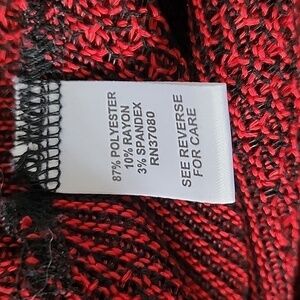 87% POLYESTER
10% RAYON
3% SPANDEX
RN37080
SEE REVERSE
FOR CARE